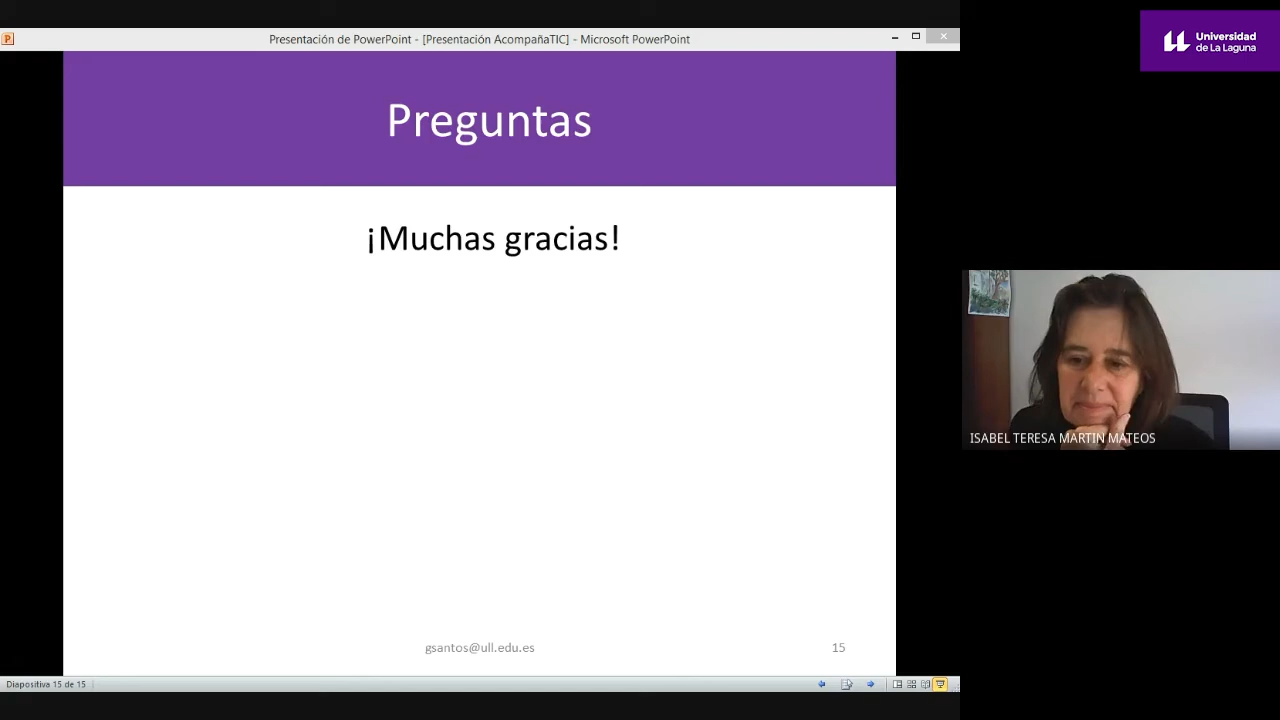 Presentación de PowerPoint - [Presentación AcompañaTIC] - Microsoft PowerPoint
Universidad
de La Laguna
Preguntas
¡Muchas gracias!
ISABEL TERESA MARTIN MATEOS
gsantos@ull.edu.es
15
Diapositiva 15 de 15